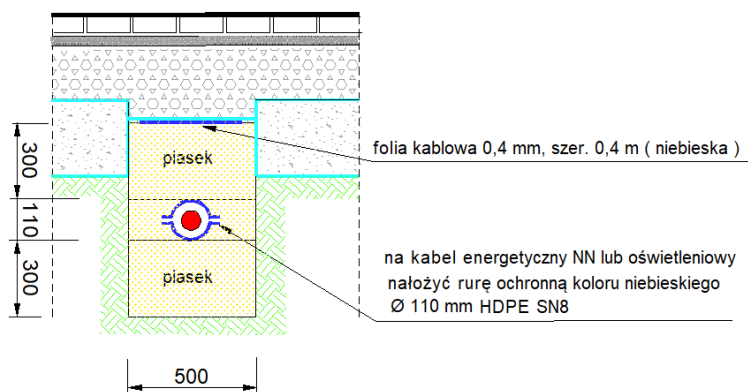 folia kablowa 0,4 mm, szer. 0,4 m ( niebieska )
300
piasek
110
na kabel energetyczny NN lub oświetleniowy
nałożyć rurę ochronną koloru niebieskiego
Ø 110 mm HDPE SN8
300
piasek
500